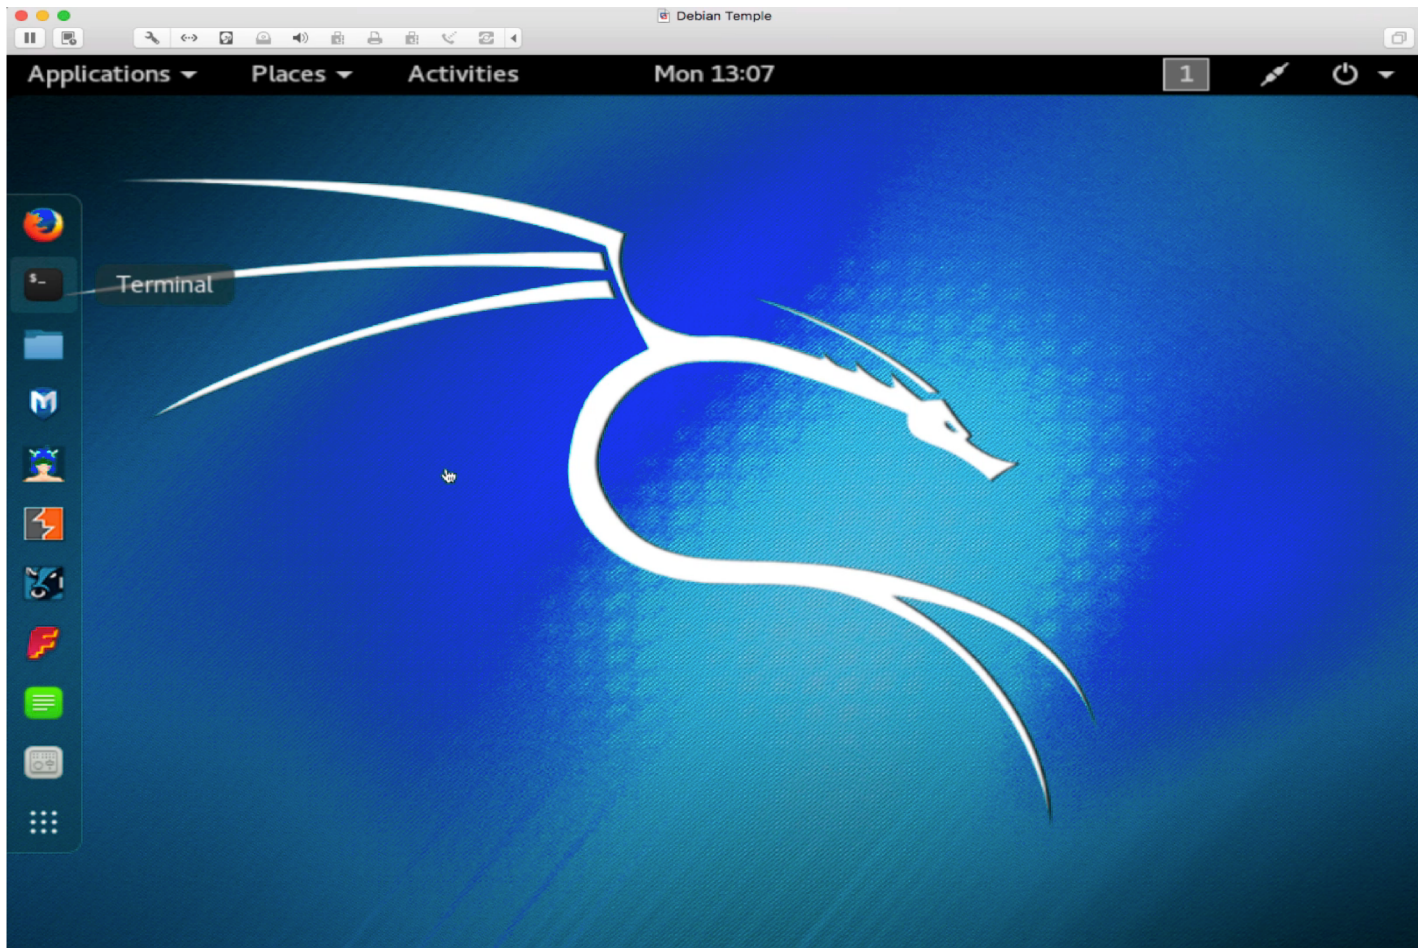 Debian Temple
Applications Places Activities Mon 13:07 1
$_
Terminal